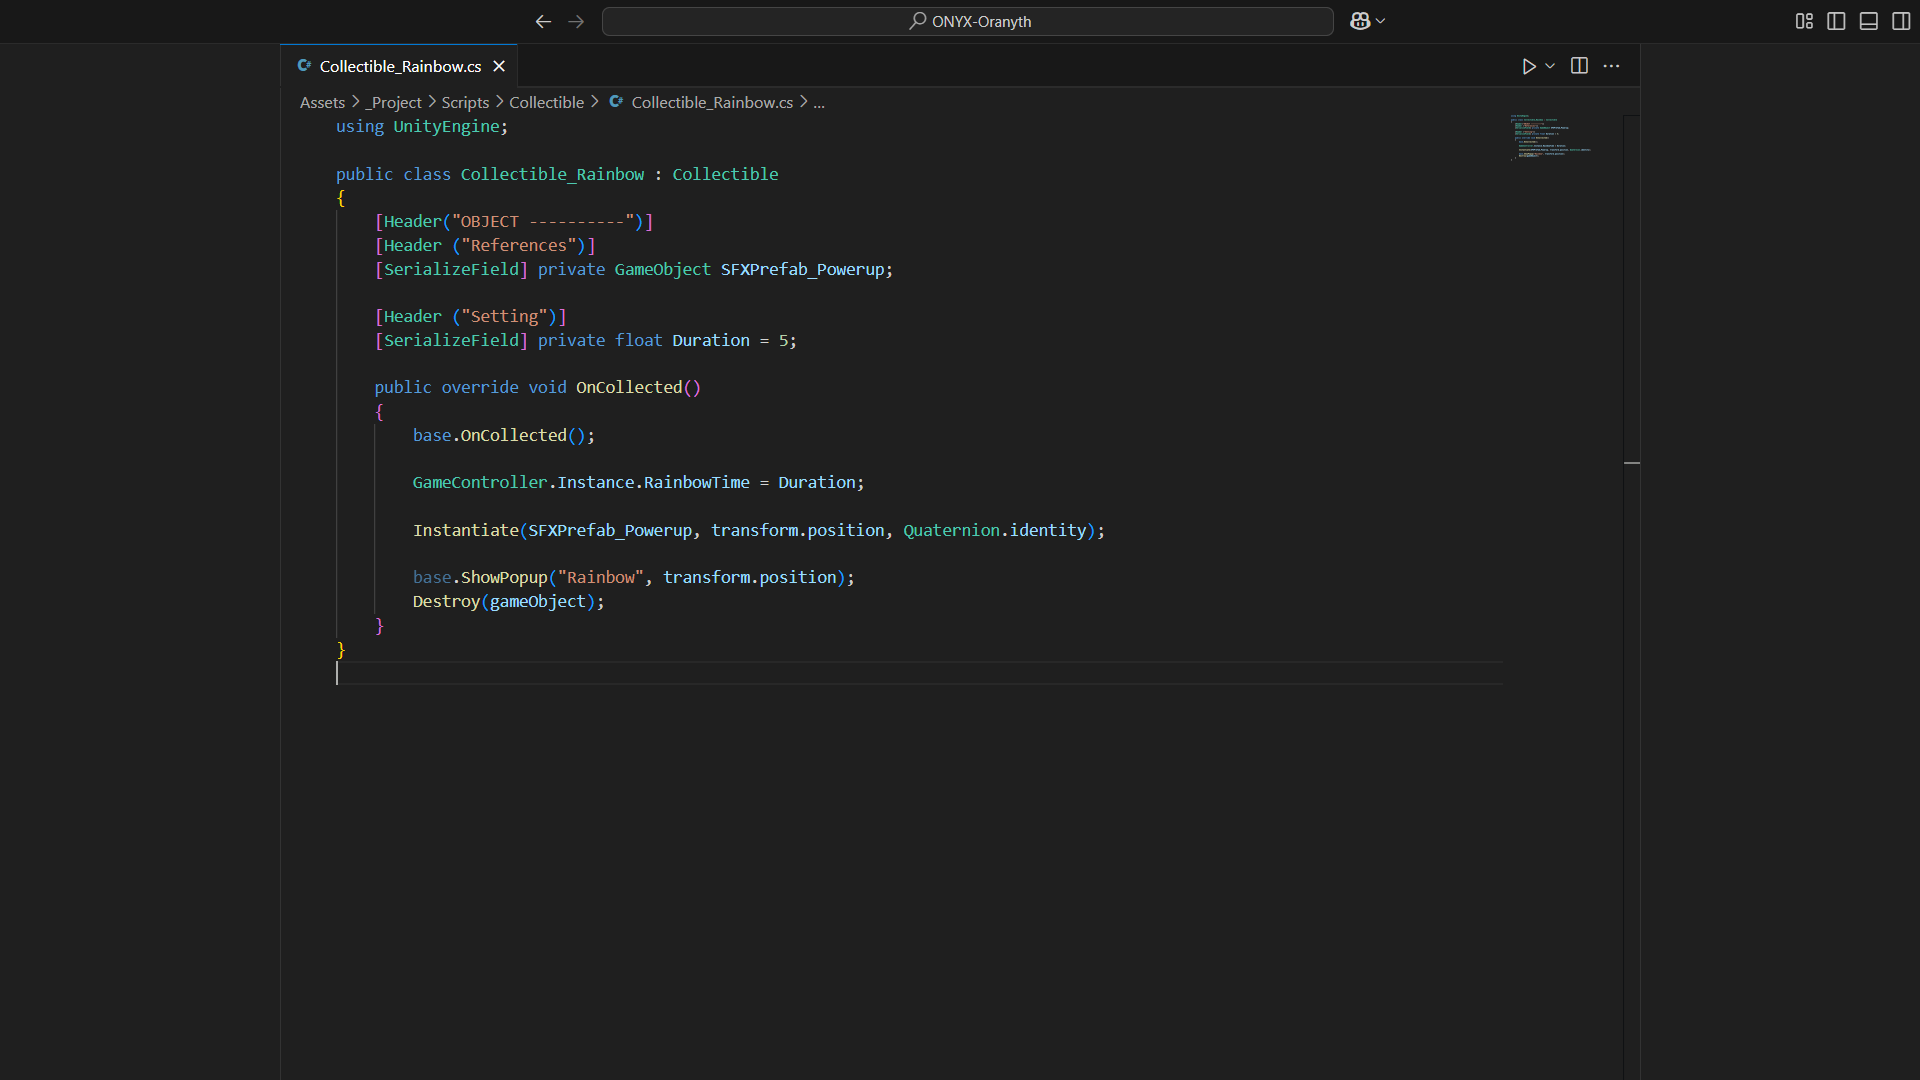 ONYX-Oranyth
Collectible_Rainbow.cs
Assets > _Project > Scripts > Collectible > Collectible_Rainbow.cs > ...
using UnityEngine;
public class Collectible_Rainbow : Collectible
{
[Header("OBJECT ----------")]
[Header ("References")]
[SerializeField] private GameObject SFXPrefab_Powerup;
[Header ("Setting")]
[SerializeField] private float Duration = 5;
public override void OnCollected()
{
base.OnCollected();
GameController.Instance.RainbowTime = Duration;
Instantiate(SFXPrefab_Powerup, transform.position, Quaternion.identity);
base.ShowPopup("Rainbow", transform.position);
Destroy(gameObject);
}
}